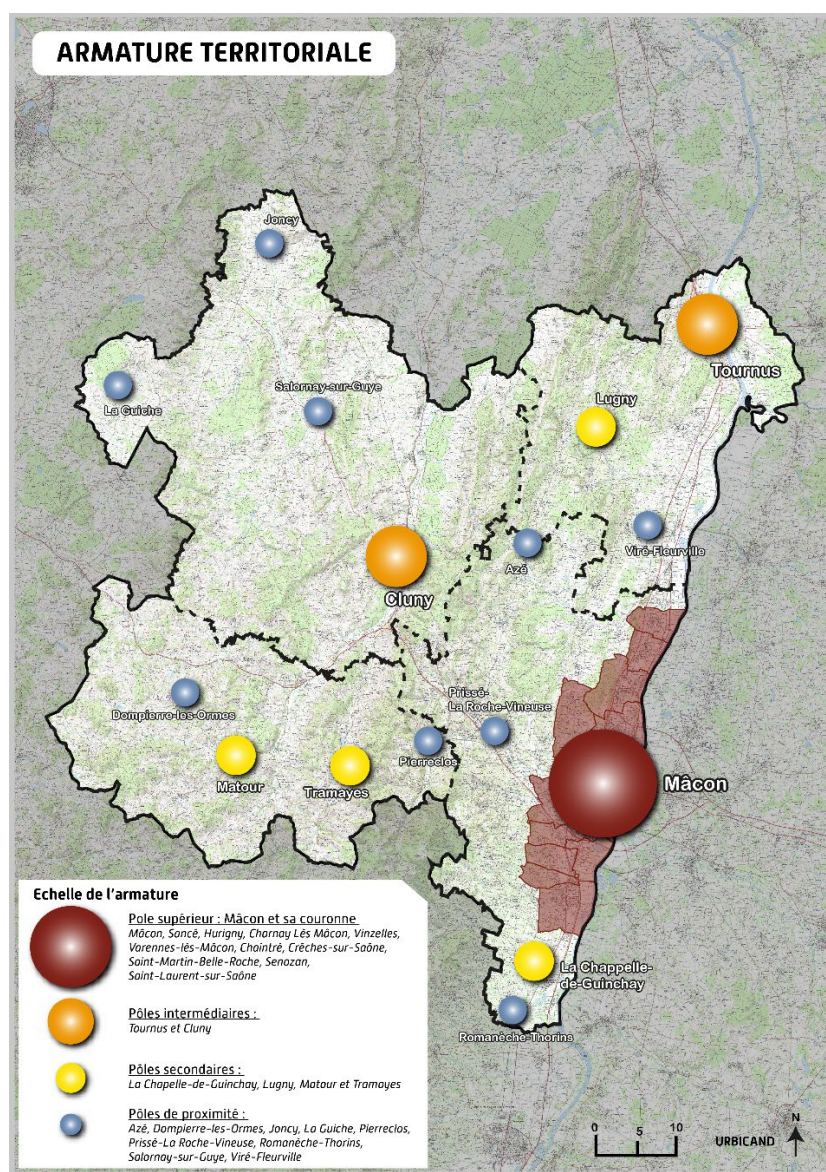 ARMATURE TERRITORIALE
Joncy
Tournus
La Guiche
Salornay-sur-Guye
Lugny
Azé
Viré-Fleurville
Cluny
Dompierre-les-Ormes
Prissé-
La Roche-Vineuse
Matour
Tramayes
Pierreclos
Mâcon
La Chappelle-
de-Guinchay
Romanèche-Thorins
Echelle de l'armature
Pole supérieur : Mâcon et sa couronne
Mâcon, Sancé, Hurigny, Charnay Lès Mâcon, Vinzelles,
Varennes-lès-Mâcon, Chaintré, Crêches-sur-Saône,
Saint-Martin-Belle-Roche, Senozan,
Saint-Laurent-sur-Saône
Pôles intermédiaires :
Tournus et Cluny
Pôles secondaires :
La Chapelle-de-Guinchay, Lugny, Matour et Tramayes
Pôles de proximité :
Azé, Dompierre-les-Ormes, Joncy, La Guiche, Pierreclos,
Prissé-La Roche-Vineuse, Romanèche-Thorins,
Salornay-sur-Guye, Viré-Fleurville
0 5 10
URBICAND
N